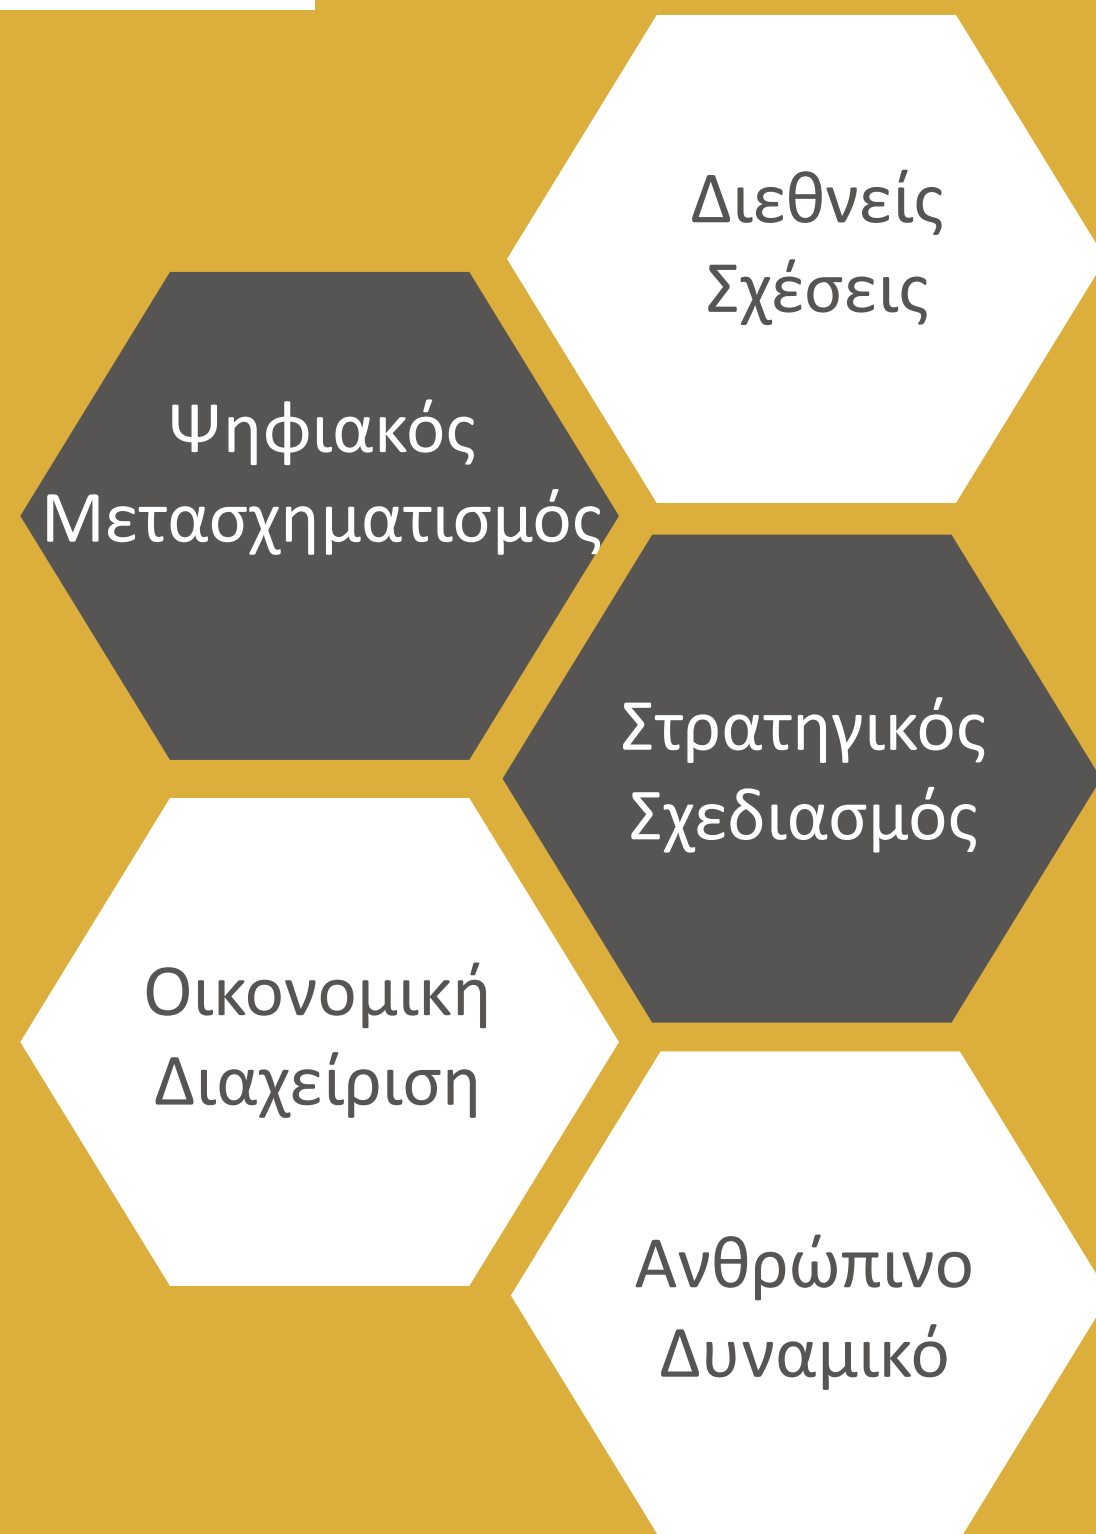 Διεθνείς
Σχέσεις
Ψηφιακός
Μετασχηματισμός
Στρατηγικός
Σχεδιασμός
Οικονομική
Διαχείριση
Ανθρώπινο
Δυναμικό